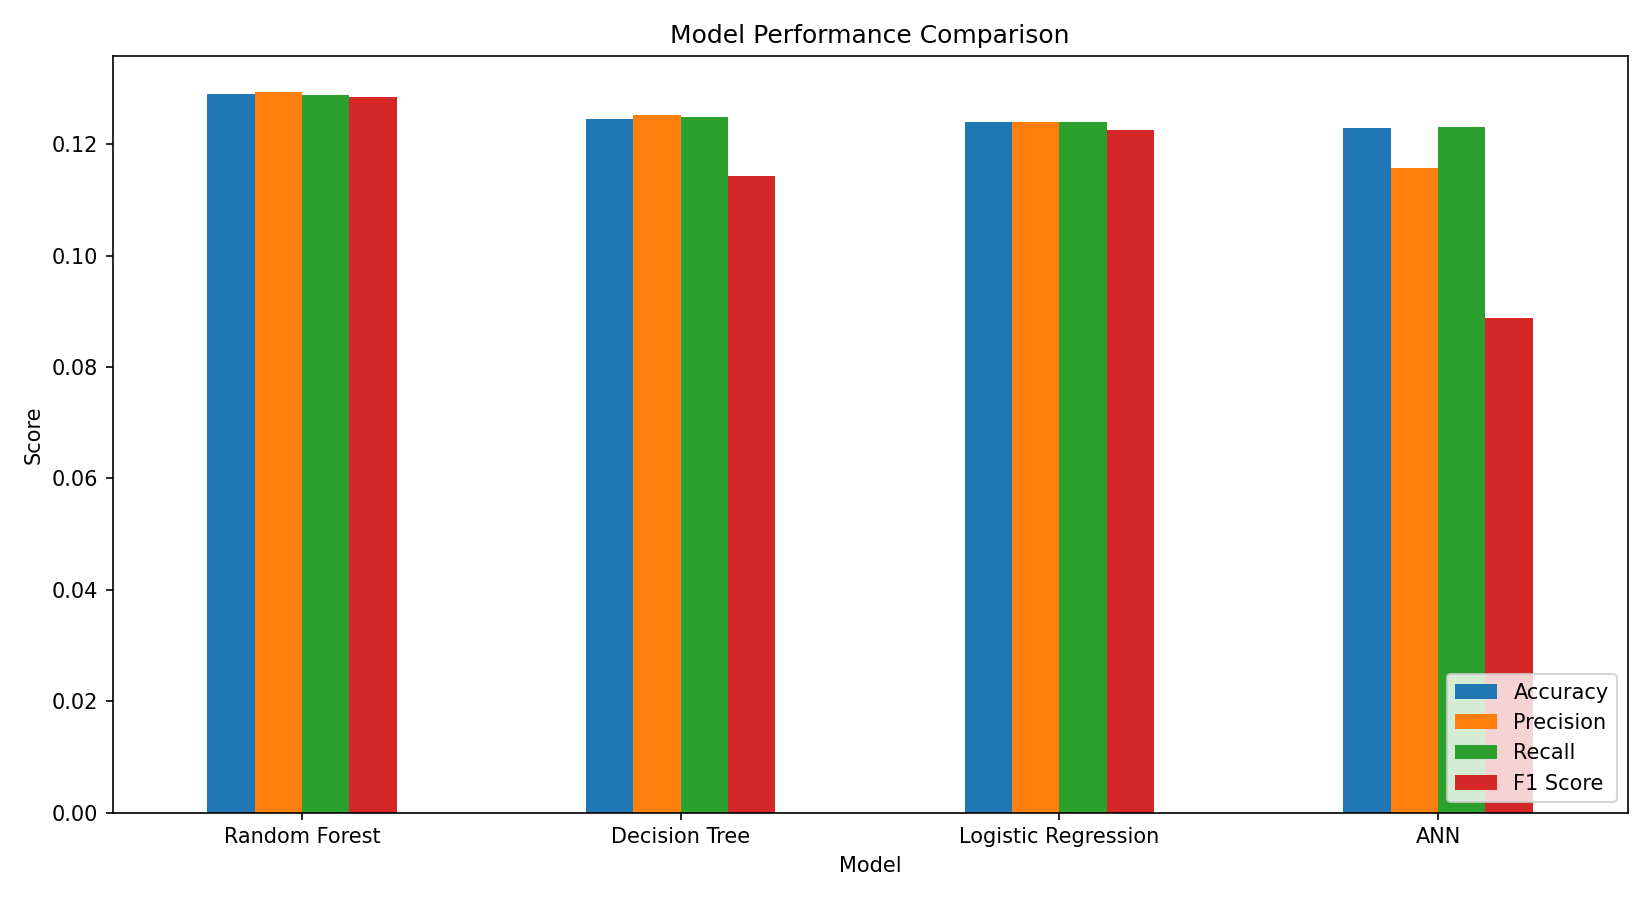 Model Performance Comparison
Score
0.12
0.10
0.08
0.06
0.04
0.02
0.00
Accuracy
Precision
Recall
F1 Score
Random Forest
Decision Tree
Logistic Regression
ANN
Model